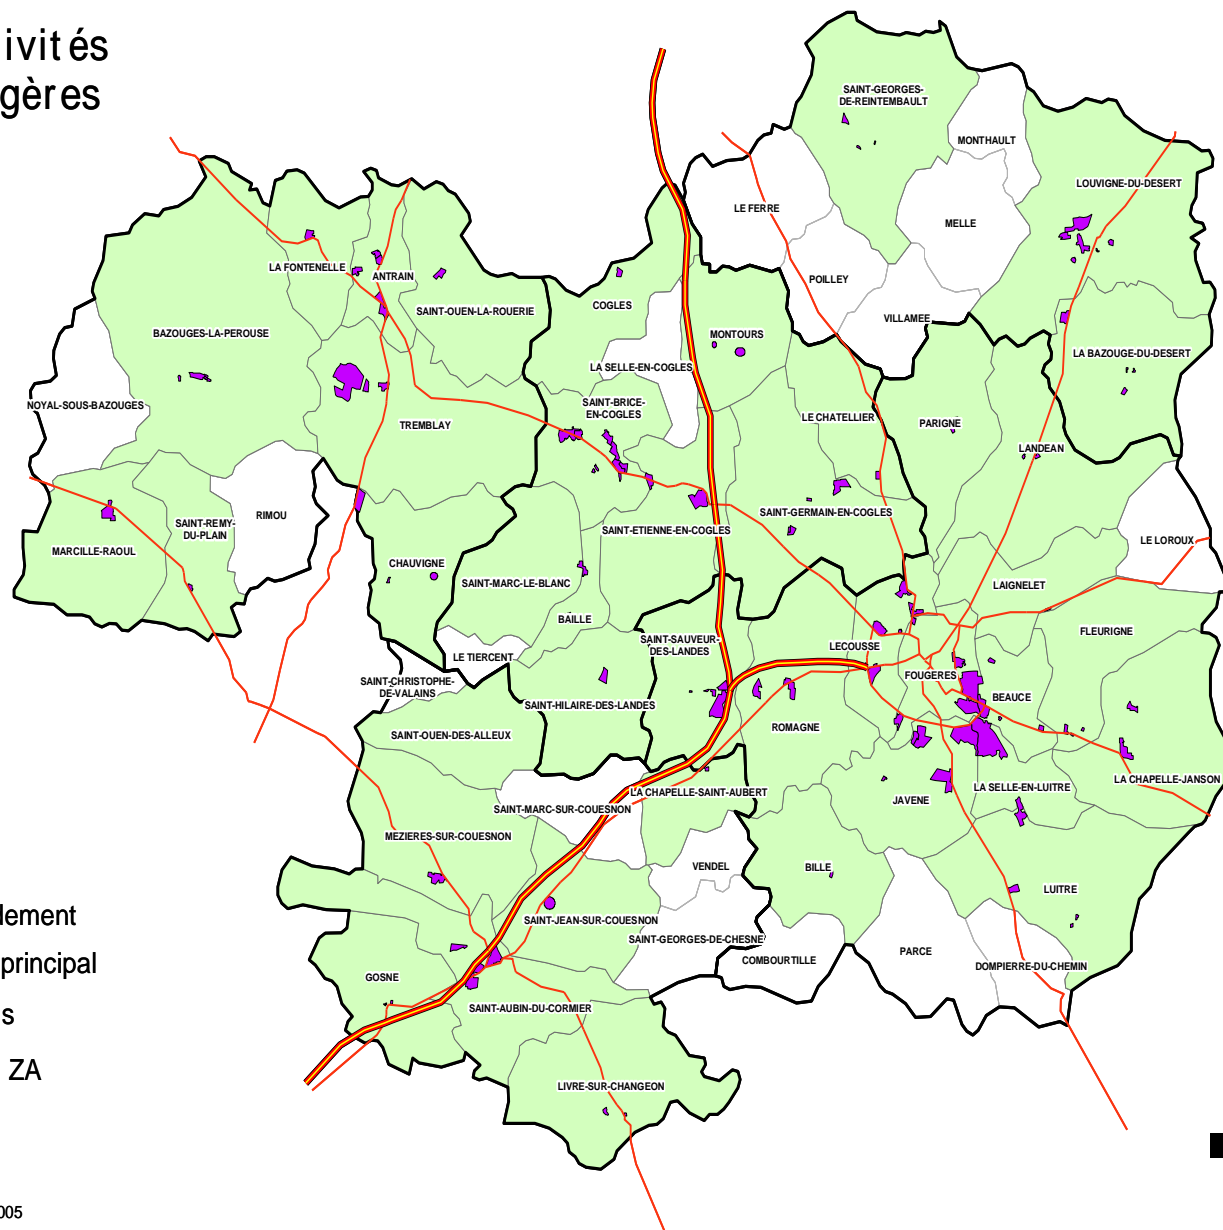 ivités
gères
SAINT-GEORGES-
DE-REINTEMBAULT
MONTHAULT
LOUVIGNE-DU-DESERT
LE FERRE
MELLE
LA FONTENELLE
ANTRAIN
POILLEY
SAINT-OUEN-LA-ROUERIE
COGLES
VILLAMEE
BAZOUGES-LA-PEROUSE
MONTOURS
LA BAZOUGE-DU-DESERT
LA SELLE-EN-COGLES
NOYAL-SOUS-BAZOUGES
SAINT-BRICE-
EN-COGLES
LE CHATELLIER
PARIGNE
TREMBLAY
LANDEAN
RIMOU
SAINT-REMY-
DU-PLAIN
SAINT-ETIENNE-EN-COGLES
SAINT-GERMAIN-EN-COGLES
LE LOROUX
MARCILLE-RAOUL
CHAUVIGNE
SAINT-MARC-LE-BLANC
LAIGNELET
BAILLE
FLEURIGNE
SAINT-SAUVEUR-
DES-LANDES
LECOUSSE
LE TIERCENT
SAINT-CHRISTOPHE-
DE-VALAINS
FOUGERES
BEAUCE
SAINT-HILAIRE-DES-LANDES
ROMAGNE
SAINT-OUEN-DES-ALLEUX
LA CHAPELLE-JANSON
LA SELLE-EN-LUITRE
LA CHAPELLE-SAINT-AUBERT
JAVENE
SAINT-MARC-SUR-COUESNON
MEZIERES-SUR-COUESNON
VENDEL
BILLE
LUITRE
lement
SAINT-JEAN-SUR-COUESNON
SAINT-GEORGES-DE-CHESNE
PARCE
COMBOURTILLE
DOMPIERRE-DU-CHEMIN
principal
GOSNE
SAINT-AUBIN-DU-CORMIER
s
ZA
LIVRE-SUR-CHANGEON
005